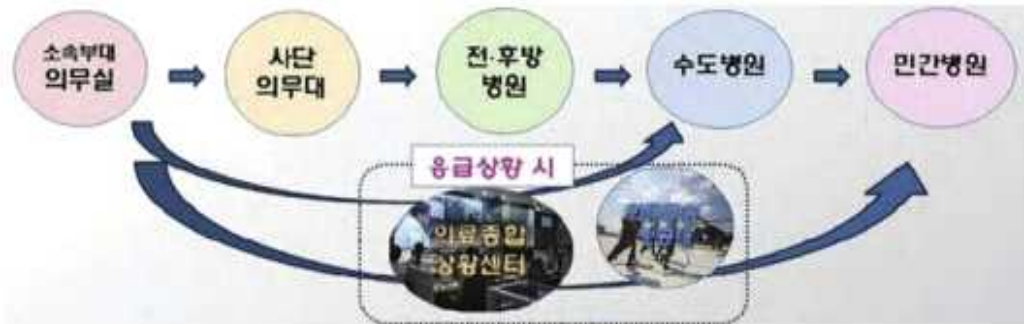 소속부대
의무실
사단
의무대
전·후방
병원
수도병원
민간병원
응급상황 시
의료종합
상황센터